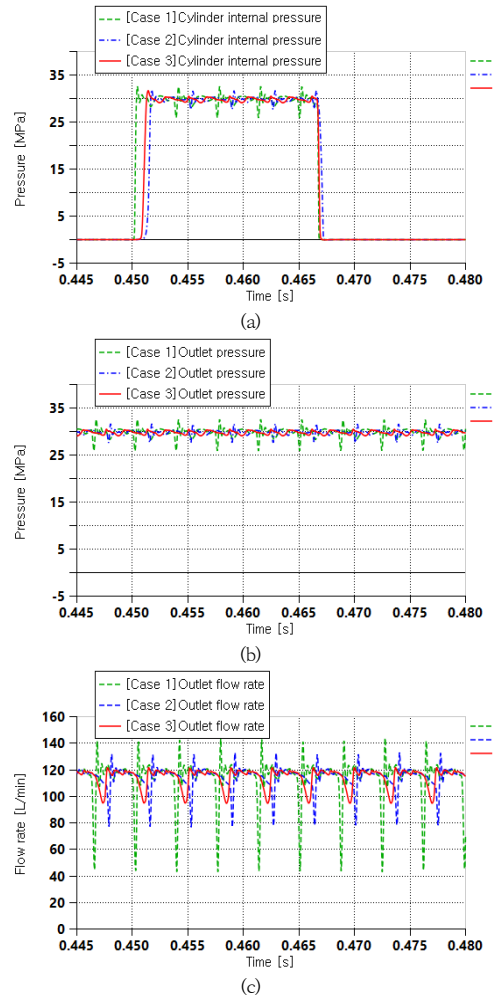 [Case 1]Cylinder internal pressure
[Case 2]Cylinder internal pressure
[Case 3]Cylinder internal pressure
Pressure [MPa]
35
25
15
5
-5
0.445 0.450 0.455 0.460 0.465 0.470 0.475 0.480
Time [s]
(a)
[Case 1]Outlet pressure
[Case 2]Outlet pressure
[Case 3]Outlet pressure
Pressure [MPa]
35
25
15
5
-5
0.445 0.450 0.455 0.460 0.465 0.470 0.475 0.480
Time [s]
(b)
[Case 1]Outlet flow rate
[Case 2]Outlet flow rate
[Case 3]Outlet flow rate
Flow rate [L/min]
160
140
120
100
80
60
40
20
0
0.445 0.450 0.455 0.460 0.465 0.470 0.475 0.480
Time [s]
(c)